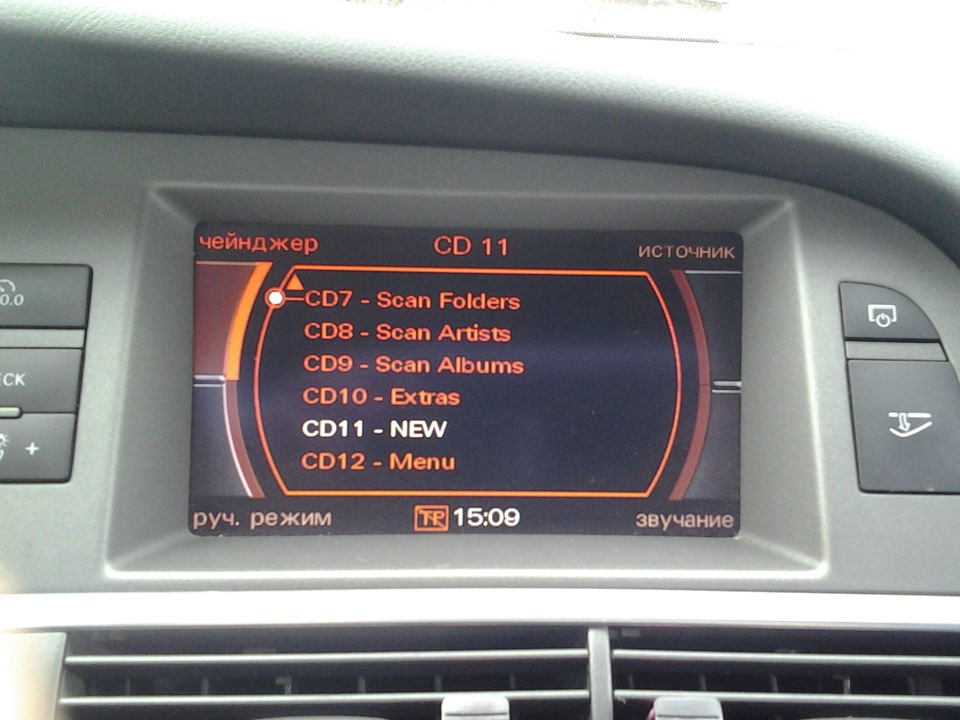 чейнджер CD 11 источник
CD7 - Scan Folders
CD8 - Scan Artists
CD9 - Scan Albums
CD10 - Extras
CD11 - NEW
CD12 - Menu
руч. режим TP 15:09 звучание